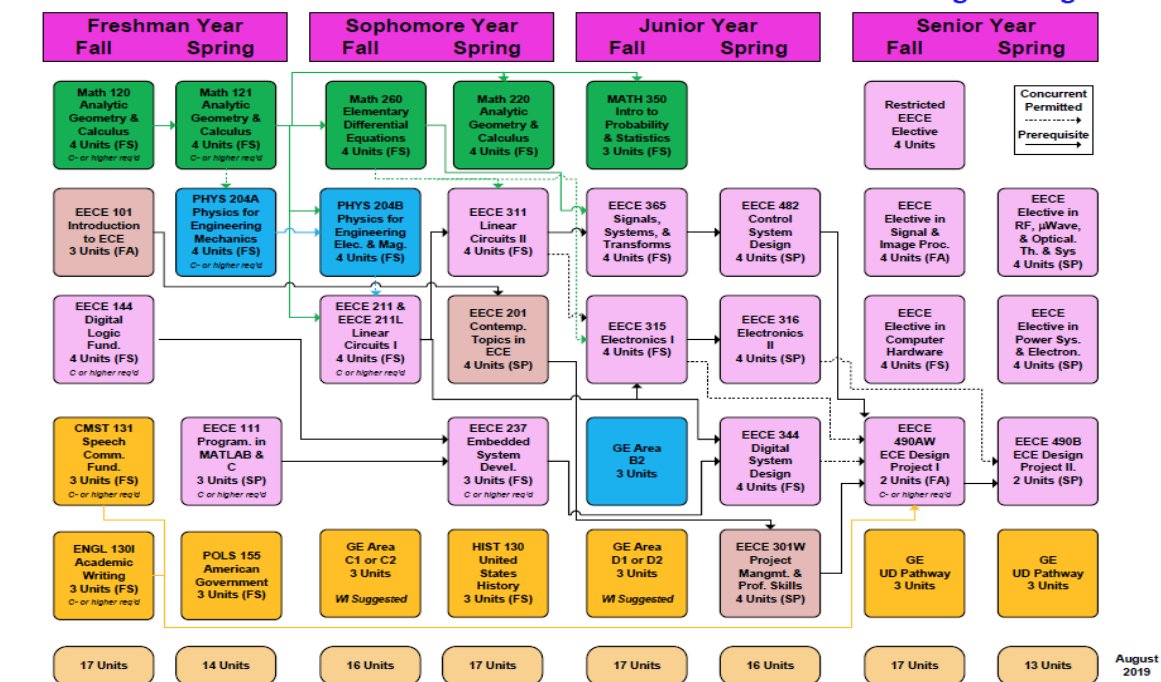 Freshman Year
Fall Spring
Sophomore Year
Fall Spring
Junior Year
Fall Spring
Senior Year
Fall Spring
Math 120
Analytic
Geometry &
Calculus
4 Units (FS)
C- or higher req'd
Math 121
Analytic
Geometry &
Calculus
4 Units (FS)
C- or higher req'd
Math 260
Elementary
Differential
Equations
4 Units (FS)
Math 220
Analytic
Geometry &
Calculus
4 Units (FS)
MATH 350
Intro to
Probability
& Statistics
3 Units (FS)
Restricted
EECE
Elective
4 Units
Concurrent
Permitted
Prerequisite
EECE 101
Introduction
to ECE
3 Units (FA)
PHYS 204A
Physics for
Engineering
Mechanics
4 Units (FS)
C- or higher req'd
PHYS 204B
Physics for
Engineering
Elec. & Mag.
4 Units (FS)
EECE 311
Linear
Circuits II
4 Units (FS)
EECE 365
Signals,
Systems, &
Transforms
4 Units (FS)
EECE 482
Control
System
Design
4 Units (SP)
EECE
Elective in
Signal &
Image Proc.
4 Units (FA)
EECE
Elective in
RF, µWave,
& Optical.
Th. & Sys
4 Units (SP)
EECE 144
Digital
Logic
Fund.
4 Units (FS)
C or higher req'd
EECE 211 &
EECE 211L
Linear
Circuits I
4 Units (FS)
C or higher req'd
EECE 201
Contemp.
Topics in
ECE
4 Units (SP)
EECE 315
Electronics I
4 Units (FS)
EECE 316
Electronics
II
4 Units (SP)
EECE
Elective in
Computer
Hardware
4 Units (FS)
EECE
Elective in
Power Sys.
& Electron.
4 Units (SP)
CMST 131
Speech
Comm.
Fund.
3 Units (FS)
C- or higher req'd
EECE 111
Program. in
MATLAB &
C
3 Units (SP)
C or higher req'd
EECE 237
Embedded
System
Devel.
3 Units (FS)
C or higher req'd
GE Area
B2
3 Units
EECE 344
Digital
System
Design
4 Units (FS)
EECE
490AW
ECE Design
Project I
2 Units (FA)
C- or higher req'd
EECE 490B
ECE Design
Project II.
2 Units (SP)
ENGL 130I
Academic
Writing
3 Units (FS)
C- or higher req'd
POLS 155
American
Government
3 Units (FS)
GE Area
C1 or C2
3 Units
WI Suggested
HIST 130
United
States
History
3 Units (FS)
GE Area
D1 or D2
3 Units
WI Suggested
EECE 301W
Project
Mangmt. &
Prof. Skills
4 Units (SP)
GE
UD Pathway
3 Units
GE
UD Pathway
3 Units
17 Units
14 Units
16 Units
17 Units
17 Units
16 Units
17 Units
13 Units
August
2019